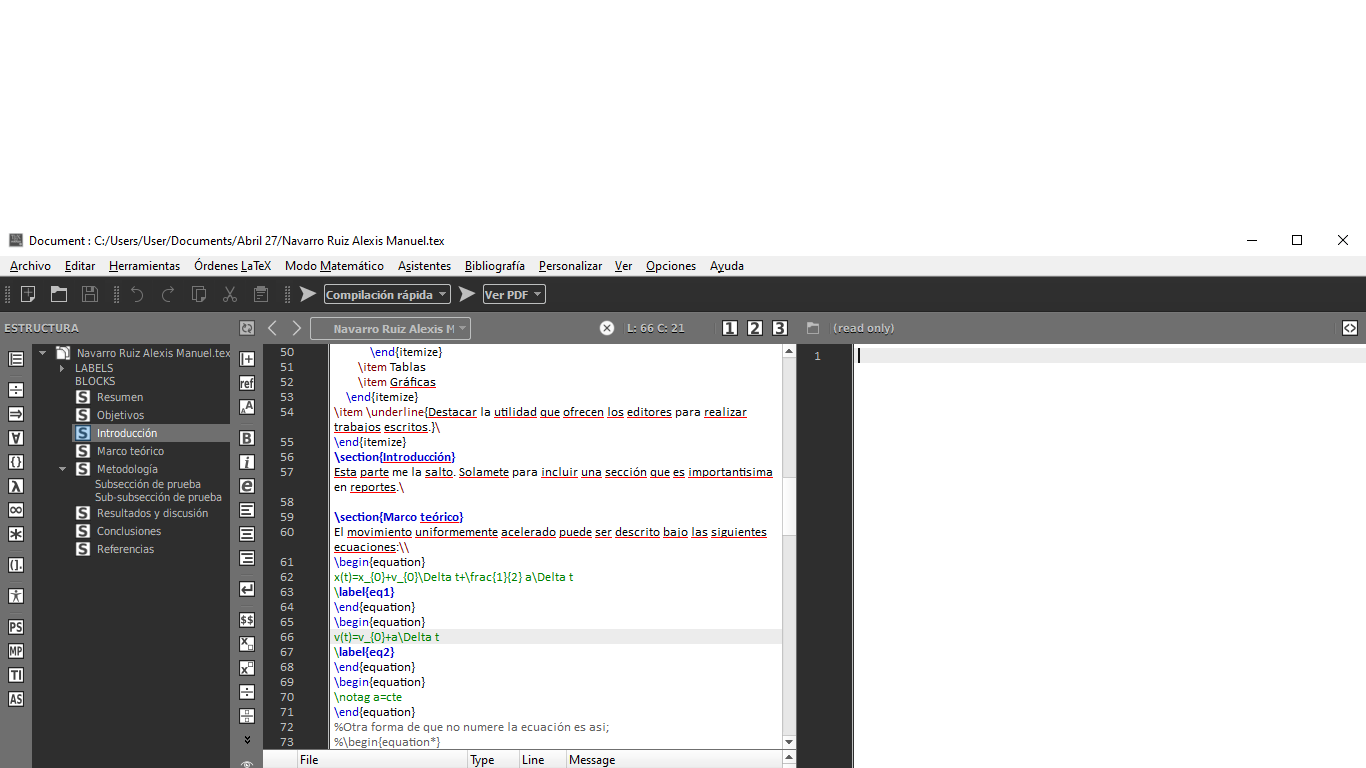 Document : C:/Users/User/Documents/Abril 27/Navarro Ruiz Alexis Manuel.tex
Archivo Editar Herramientas Órdenes LaTeX Modo Matemático Asistentes Bibliografía Personalizar Ver Opciones Ayuda
Compilación rápida Ver PDF
ESTRUCTURA
Navarro Ruiz Alexis M
L: 66 C: 21
1 2 3
(read only)
Navarro Ruiz Alexis Manuel.tex
LABELS
BLOCKS
S Resumen
S Objetivos
S Introducción
S Marco teórico
S Metodología
Subsección de prueba
Sub-subsección de prueba
S Resultados y discusión
S Conclusiones
S Referencias
PS
MP
TI
AS
ref
B
i
e
$$
50 \end{itemize}
51 \item Tablas
52 \item Gráficas
53 \end{itemize}
54 \item \underline{Destacar la utilidad que ofrecen los editores para realizar
trabajos escritos.}\
55 \end{itemize}
56 \section{Introducción}
57 Esta parte me la salto. Solamete para incluir una sección que es importantisima
en reportes.\
58
59 \section{Marco teórico}
60 El movimiento uniformemente acelerado puede ser descrito bajo las siguientes
ecuaciones:\\
61 \begin{equation}
62 x(t)=x_{0}+v_{0}\Delta t+\frac{1}{2} a\Delta t
63 \label{eq1}
64 \end{equation}
65 \begin{equation}
66 v(t)=v_{0}+a\Delta t
67 \label{eq2}
68 \end{equation}
69 \begin{equation}
70 \notag a=cte
71 \end{equation}
72 %Otra forma de que no numere la ecuación es asi;
73 %\begin{equation*}
File Type Line Message
1